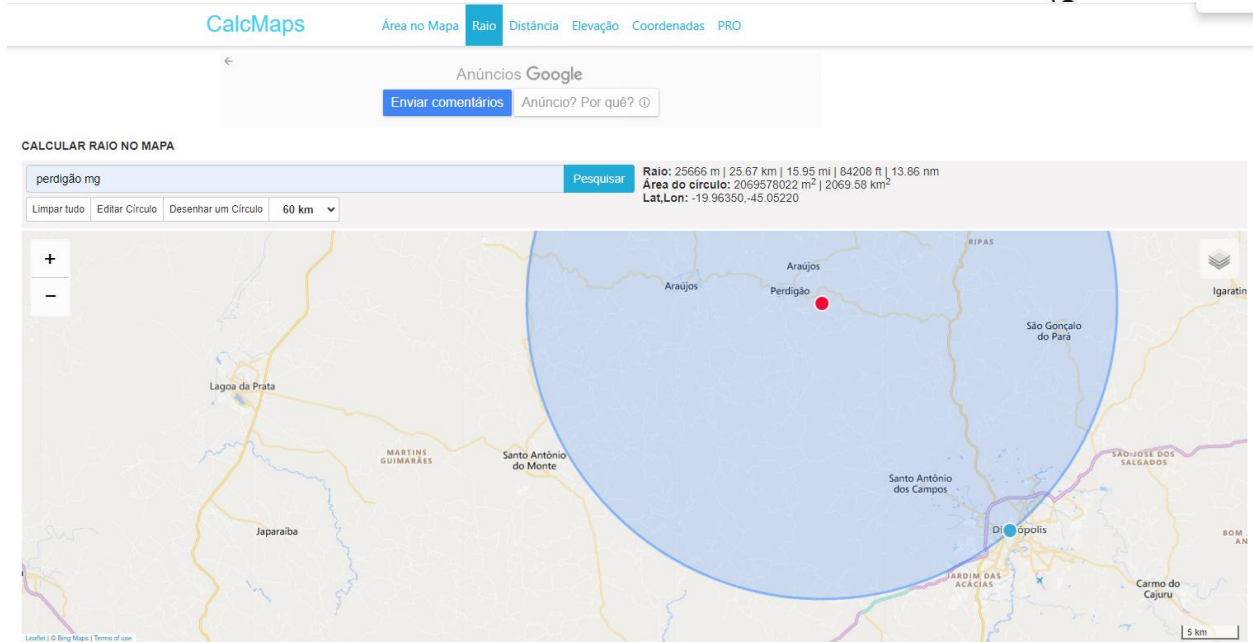 CalcMaps
Área no Mapa Raio Distância Elevação Coordenadas PRO
Anúncios Google
Enviar comentários Anúncio? Por quê?
CALCULAR RAIO NO MAPA
perdigão mg Pesquisar
Raio: 25666 m | 25.67 km | 15.95 mi | 84208 ft | 13.86 nm
Área do círculo: 2069578022 m² | 2069.58 km²
Lat,Lon: -19.96350,-45.05220
Limpar tudo Editar Círculo Desenhar um Círculo 60 km
+
−
RIPAS
Araújos
Araújos
Perdigão
Igaratin
São Gonçalo
do Pará
Lagoa da Prata
MARTINS
GUIMARÃES
Santo Antônio
do Monte
SÃO JOSÉ DOS
SALGADOS
Santo Antônio
dos Campos
Japaraíba
Di ópolis
BOM
AN
JARDIM DAS
ACÁCIAS
Carmo do
Cajuru
5 km
Leaflet | © Bing Maps | Terms of use